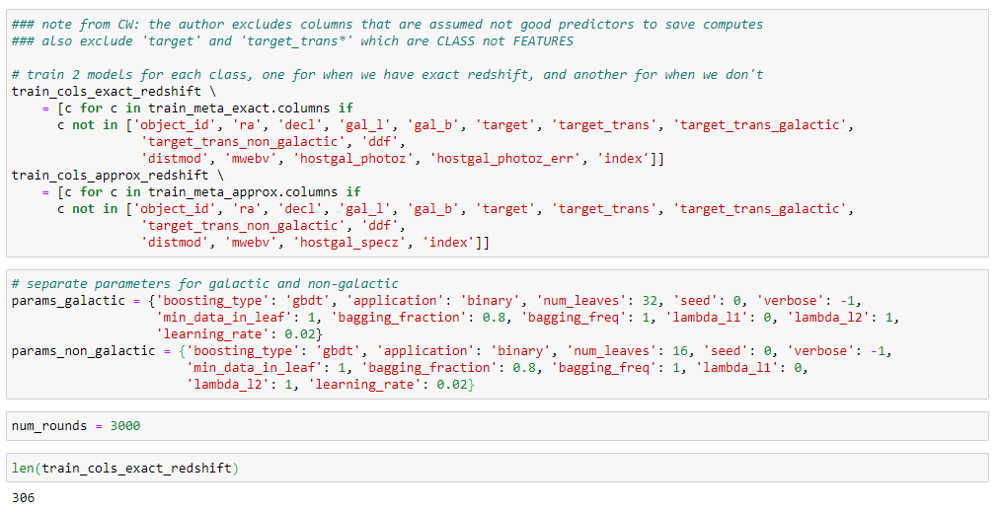 ### note from CW: the author excludes columns that are assumed not good predictors to save computes
### also exclude 'target' and 'target_trans*' which are CLASS not FEATURES
# train 2 models for each class, one for when we have exact redshift, and another for when we don't
train_cols_exact_redshift \
= [c for c in train_meta_exact.columns if
c not in ['object_id', 'ra', 'decl', 'gal_l', 'gal_b', 'target', 'target_trans', 'target_trans_galactic',
'target_trans_non_galactic', 'ddf',
'distmod', 'mwebv', 'hostgal_photoz', 'hostgal_photoz_err', 'index']]
train_cols_approx_redshift \
= [c for c in train_meta_approx.columns if
c not in ['object_id', 'ra', 'decl', 'gal_l', 'gal_b', 'target', 'target_trans', 'target_trans_galactic',
'target_trans_non_galactic', 'ddf',
'distmod', 'mwebv', 'hostgal_specz', 'index']]
# separate parameters for galactic and non-galactic
params_galactic = {'boosting_type': 'gbdt', 'application': 'binary', 'num_leaves': 32, 'seed': 0, 'verbose': -1,
'min_data_in_leaf': 1, 'bagging_fraction': 0.8, 'bagging_freq': 1, 'lambda_l1': 0, 'lambda_l2': 1,
'learning_rate': 0.02}
params_non_galactic = {'boosting_type': 'gbdt', 'application': 'binary', 'num_leaves': 16, 'seed': 0, 'verbose': -1,
'min_data_in_leaf': 1, 'bagging_fraction': 0.8, 'bagging_freq': 1, 'lambda_l1': 0,
'lambda_l2': 1, 'learning_rate': 0.02}
num_rounds = 3000
len(train_cols_exact_redshift)
306